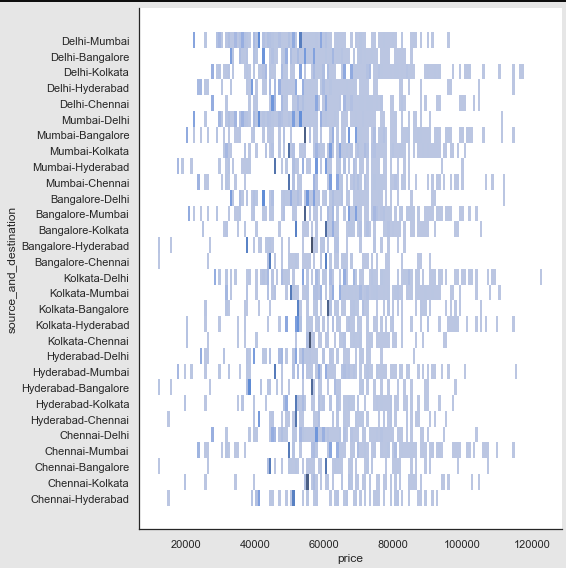 Delhi-Mumbai
Delhi-Bangalore
Delhi-Kolkata
Delhi-Hyderabad
Delhi-Chennai
Mumbai-Delhi
Mumbai-Bangalore
Mumbai-Kolkata
Mumbai-Hyderabad
Mumbai-Chennai
Bangalore-Delhi
Bangalore-Mumbai
Bangalore-Kolkata
Bangalore-Hyderabad
Bangalore-Chennai
Kolkata-Delhi
Kolkata-Mumbai
Kolkata-Bangalore
Kolkata-Hyderabad
Kolkata-Chennai
Hyderabad-Delhi
Hyderabad-Mumbai
Hyderabad-Bangalore
Hyderabad-Kolkata
Hyderabad-Chennai
Chennai-Delhi
Chennai-Mumbai
Chennai-Bangalore
Chennai-Kolkata
Chennai-Hyderabad
source_and_destination
20000 40000 60000 80000 100000 120000
price